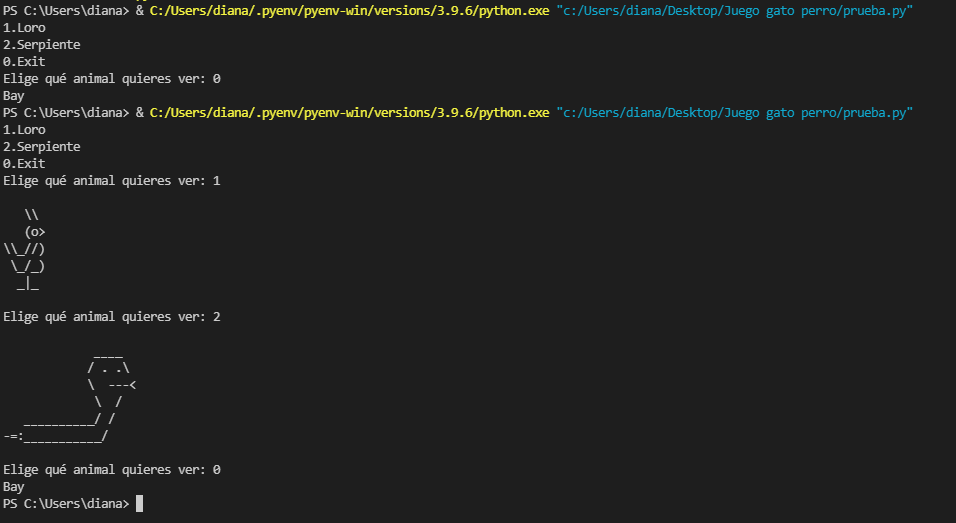 PS C:\Users\diana> & C:/Users/diana/.pyenv/pyenv-win/versions/3.9.6/python.exe "c:/Users/diana/Desktop/Juego gato perro/prueba.py"
1.Loro
2.Serpiente
0.Exit
Elige qué animal quieres ver: 0
Bay
PS C:\Users\diana> & C:/Users/diana/.pyenv/pyenv-win/versions/3.9.6/python.exe "c:/Users/diana/Desktop/Juego gato perro/prueba.py"
1.Loro
2.Serpiente
0.Exit
Elige qué animal quieres ver: 1
   \\
   (o>
\\_//)
 \_/_)
  _|_
Elige qué animal quieres ver: 2
             ____
            / . .\
            \  ---<
             \  /
   __________/ /
-=:___________/
Elige qué animal quieres ver: 0
Bay
PS C:\Users\diana>